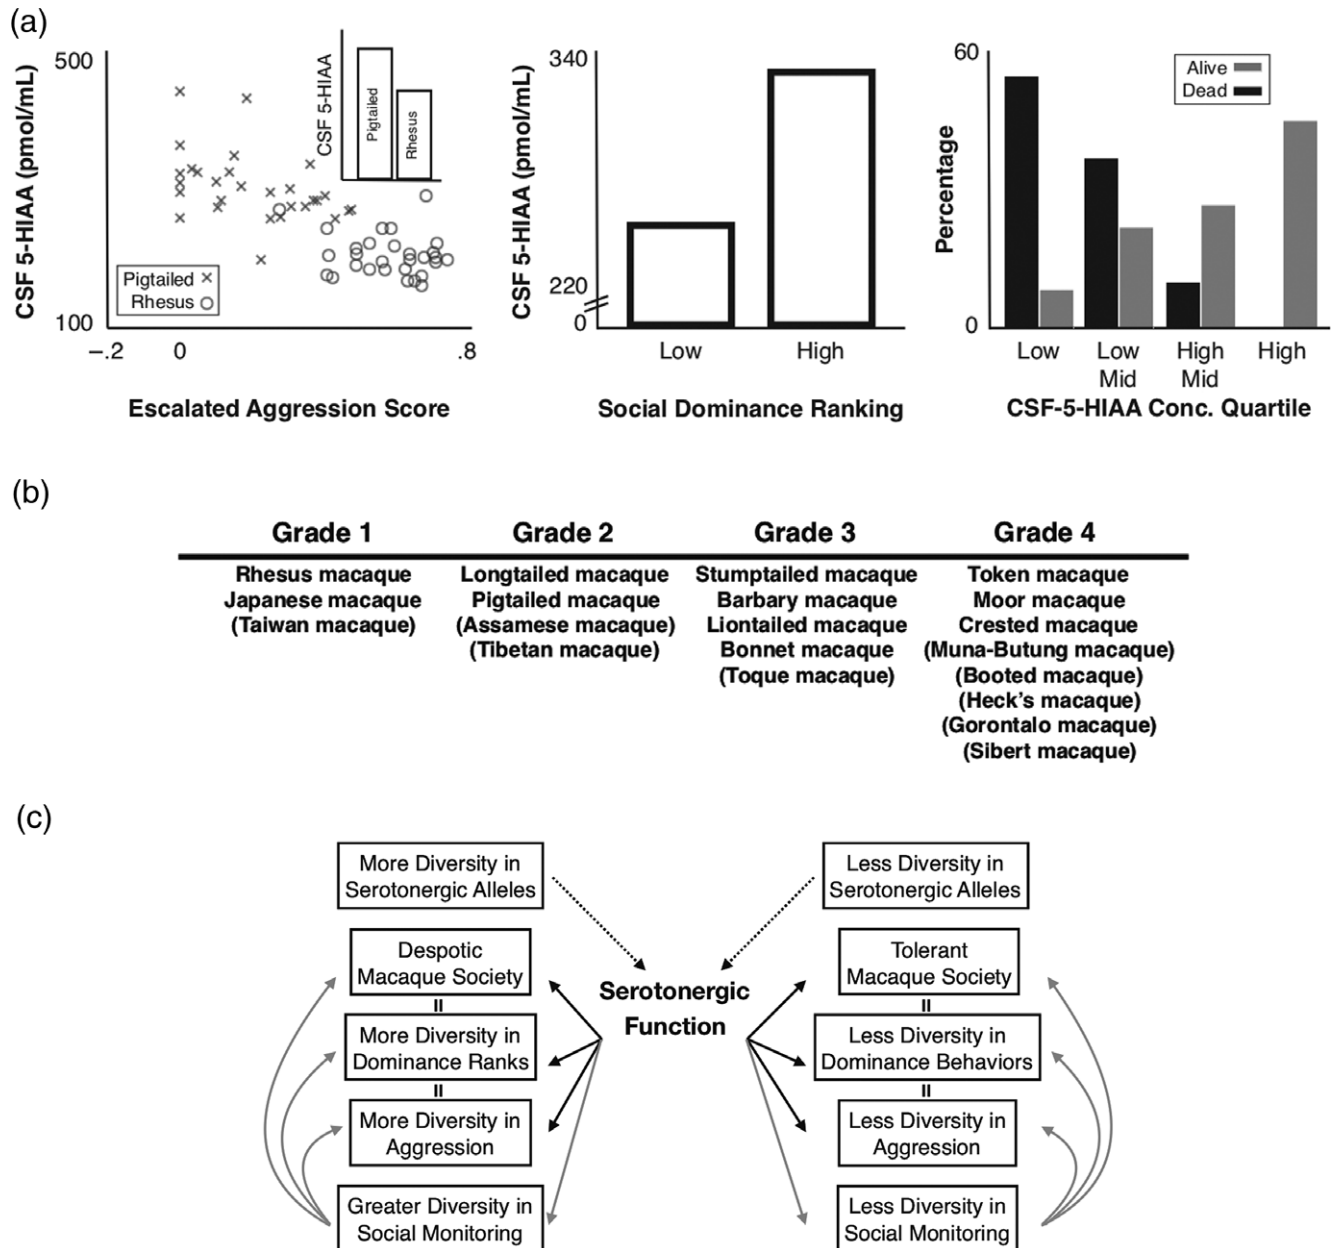 (a)
CSF 5-HIAA (pmol/mL)
500
100
−.2
0
.8
Escalated Aggression Score
Pigtailed
Rhesus
CSF 5-HIAA
Pigtailed
Rhesus
CSF 5-HIAA (pmol/mL)
340
220
0
Low
High
Social Dominance Ranking
Percentage
60
0
Alive
Dead
Low
Low
Mid
High
Mid
High
CSF-5-HIAA Conc. Quartile
(b)
Grade 1
Rhesus macaque
Japanese macaque
(Taiwan macaque)
Grade 2
Longtailed macaque
Pigtailed macaque
(Assamese macaque)
(Tibetan macaque)
Grade 3
Stumptailed macaque
Barbary macaque
Liontailed macaque
Bonnet macaque
(Toque macaque)
Grade 4
Token macaque
Moor macaque
Crested macaque
(Muna-Butung macaque)
(Booted macaque)
(Heck's macaque)
(Gorontalo macaque)
(Sibert macaque)
(c)
More Diversity in
Serotonergic Alleles
Despotic
Macaque Society
=
More Diversity in
Dominance Ranks
=
More Diversity in
Aggression
Greater Diversity in
Social Monitoring
Serotonergic
Function
Less Diversity in
Serotonergic Alleles
Tolerant
Macaque Society
=
Less Diversity in
Dominance Behaviors
=
Less Diversity in
Aggression
Less Diversity in
Social Monitoring